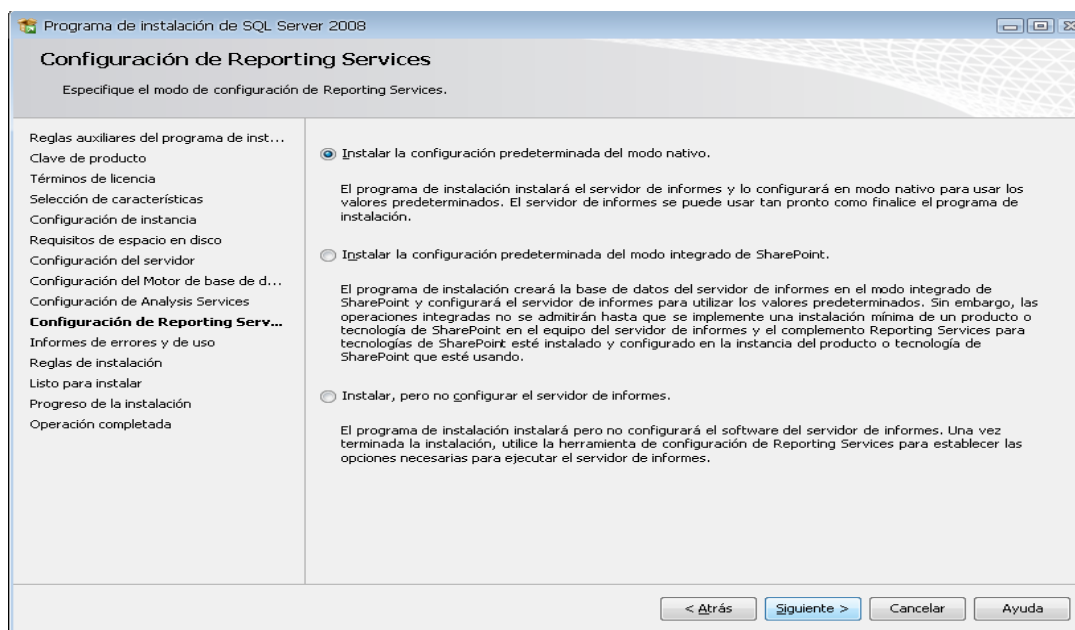 Programa de instalación de SQL Server 2008
Configuración de Reporting Services
Especifique el modo de configuración de Reporting Services.
Reglas auxiliares del programa de inst...
Clave de producto
Términos de licencia
Selección de características
Configuración de instancia
Requisitos de espacio en disco
Configuración del servidor
Configuración del Motor de base de d...
Configuración de Analysis Services
Configuración de Reporting Serv...
Informes de errores y de uso
Reglas de instalación
Listo para instalar
Progreso de la instalación
Operación completada
Instalar la configuración predeterminada del modo nativo.
El programa de instalación instalará el servidor de informes y lo configurará en modo nativo para usar los
valores predeterminados. El servidor de informes se puede usar tan pronto como finalice el programa de
instalación.
Instalar la configuración predeterminada del modo integrado de SharePoint.
El programa de instalación creará la base de datos del servidor de informes en el modo integrado de
SharePoint y configurará el servidor de informes para utilizar los valores predeterminados. Sin embargo, las
operaciones integradas no se admitirán hasta que se implemente una instalación mínima de un producto o
tecnología de SharePoint en el equipo del servidor de informes y el complemento Reporting Services para
tecnologías de SharePoint esté instalado y configurado en la instancia del producto o tecnología de
SharePoint que esté usando.
Instalar, pero no configurar el servidor de informes.
El programa de instalación instalará pero no configurará el software del servidor de informes. Una vez
terminada la instalación, utilice la herramienta de configuración de Reporting Services para establecer las
opciones necesarias para ejecutar el servidor de informes.
< Atrás
Siguiente >
Cancelar
Ayuda